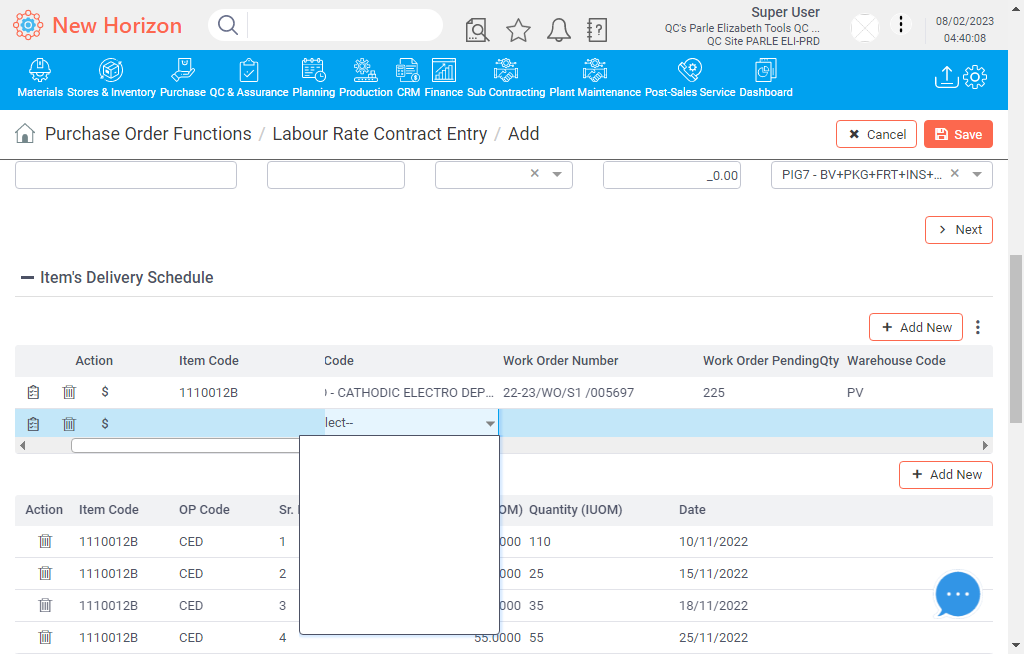 New Horizon
Super User
QC's Parle Elizabeth Tools QC ...
QC Site PARLE ELI-PRD
08/02/2023
04:40:08
Materials Stores & Inventory Purchase QC & Assurance Planning Production CRM Finance Sub Contracting Plant Maintenance Post-Sales Service Dashboard
Purchase Order Functions / Labour Rate Contract Entry / Add
Cancel
Save
_0.00
PIG7 - BV+PKG+FRT+INS+...
Next
Item's Delivery Schedule
+ Add New
Action Item Code Code Work Order Number Work Order PendingQty Warehouse Code
$ 1110012B - CATHODIC ELECTRO DEP... 22-23/WO/S1 /005697 225 PV
$ lect--
+ Add New
Action Item Code OP Code Sr. OM) Quantity (IUOM) Date
1110012B CED 1 000 110 10/11/2022
1110012B CED 2 000 25 15/11/2022
1110012B CED 3 000 35 18/11/2022
1110012B CED 4 55.0000 55 25/11/2022